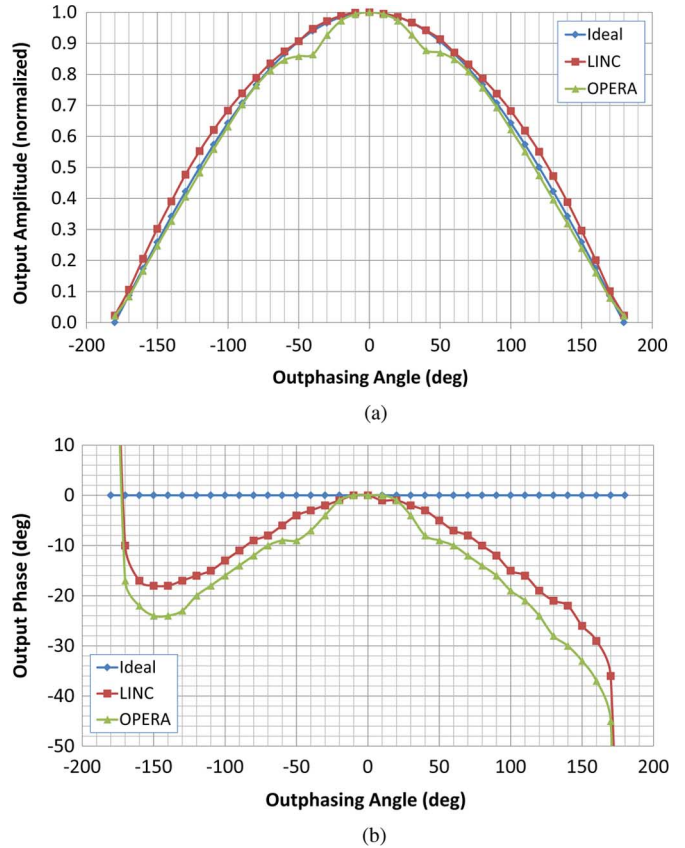 1.0
0.9
0.8
0.7
0.6
0.5
0.4
0.3
0.2
0.1
0.0
Output Amplitude (normalized)
Ideal
LINC
OPERA
-200 -150 -100 -50 0 50 100 150 200
Outphasing Angle (deg)
(a)
10
0
-10
-20
-30
-40
-50
Output Phase (deg)
Ideal
LINC
OPERA
-200 -150 -100 -50 0 50 100 150 200
Outphasing Angle (deg)
(b)